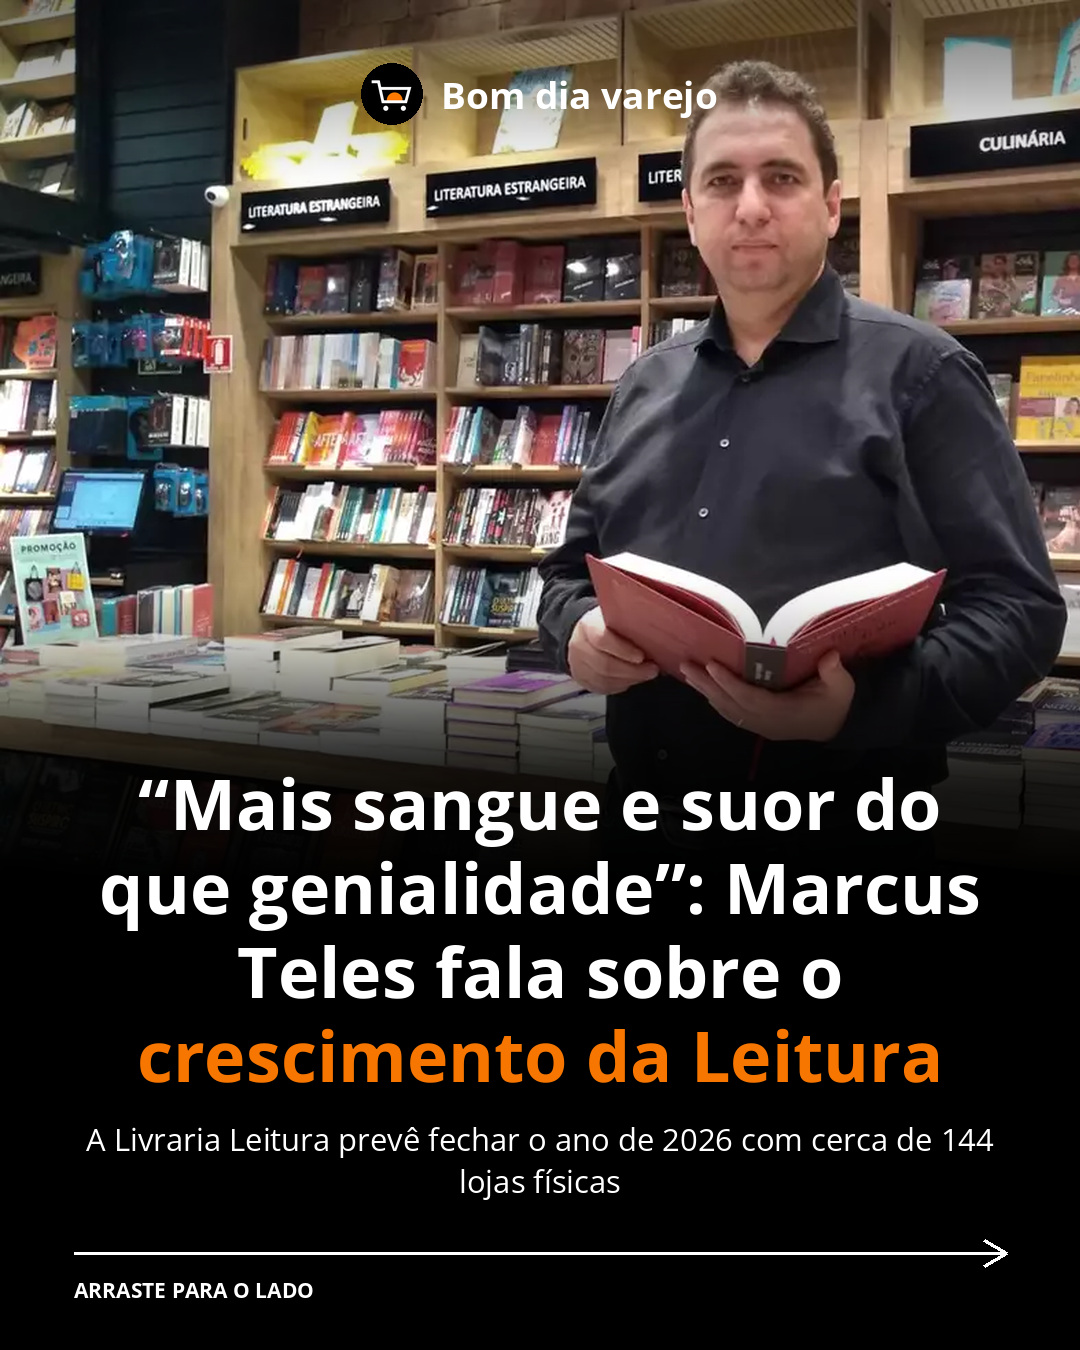 Bom dia varejo
CULINÁRIA
LITERATURA ESTRANGEIRA
LITERATURA ESTRANGEIRA
LITER
PROMOÇÃO
“Mais sangue e suor do
que genialidade”: Marcus
Teles fala sobre o
crescimento da Leitura
A Livraria Leitura prevê fechar o ano de 2026 com cerca de 144
lojas físicas
ARRASTE PARA O LADO